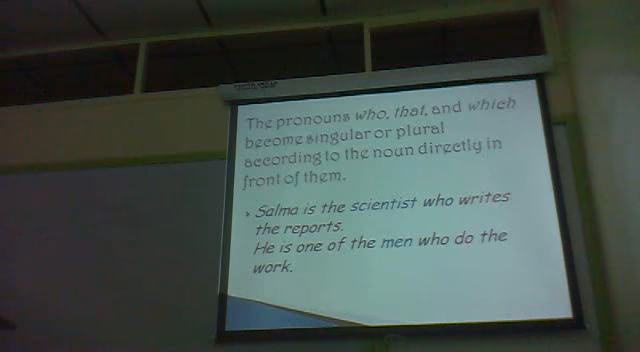 The pronouns who, that, and which
become singular or plural
according to the noun directly in
front of them.
Salma is the scientist who writes
the reports.
He is one of the men who do the
work.